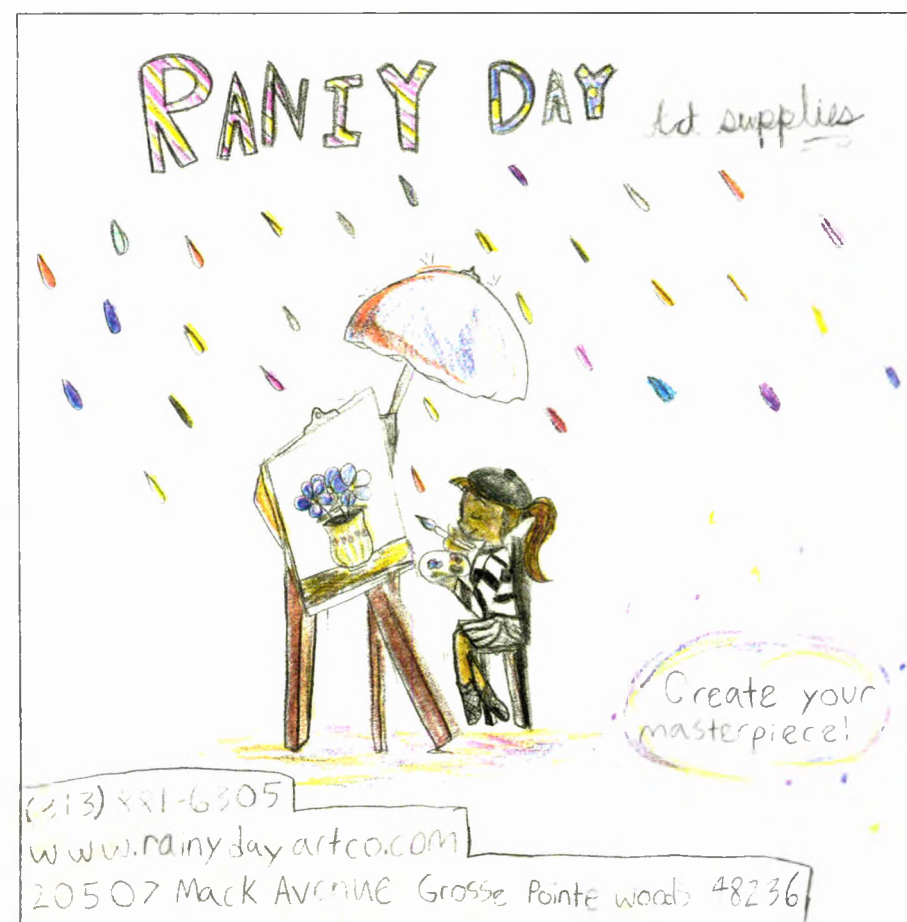 RANIY DAY Art supplies
Create your
masterpiece!
(313) 881-6305
www.rainydayartco.com
20507 Mack Avenue Grosse Pointe woods 48236